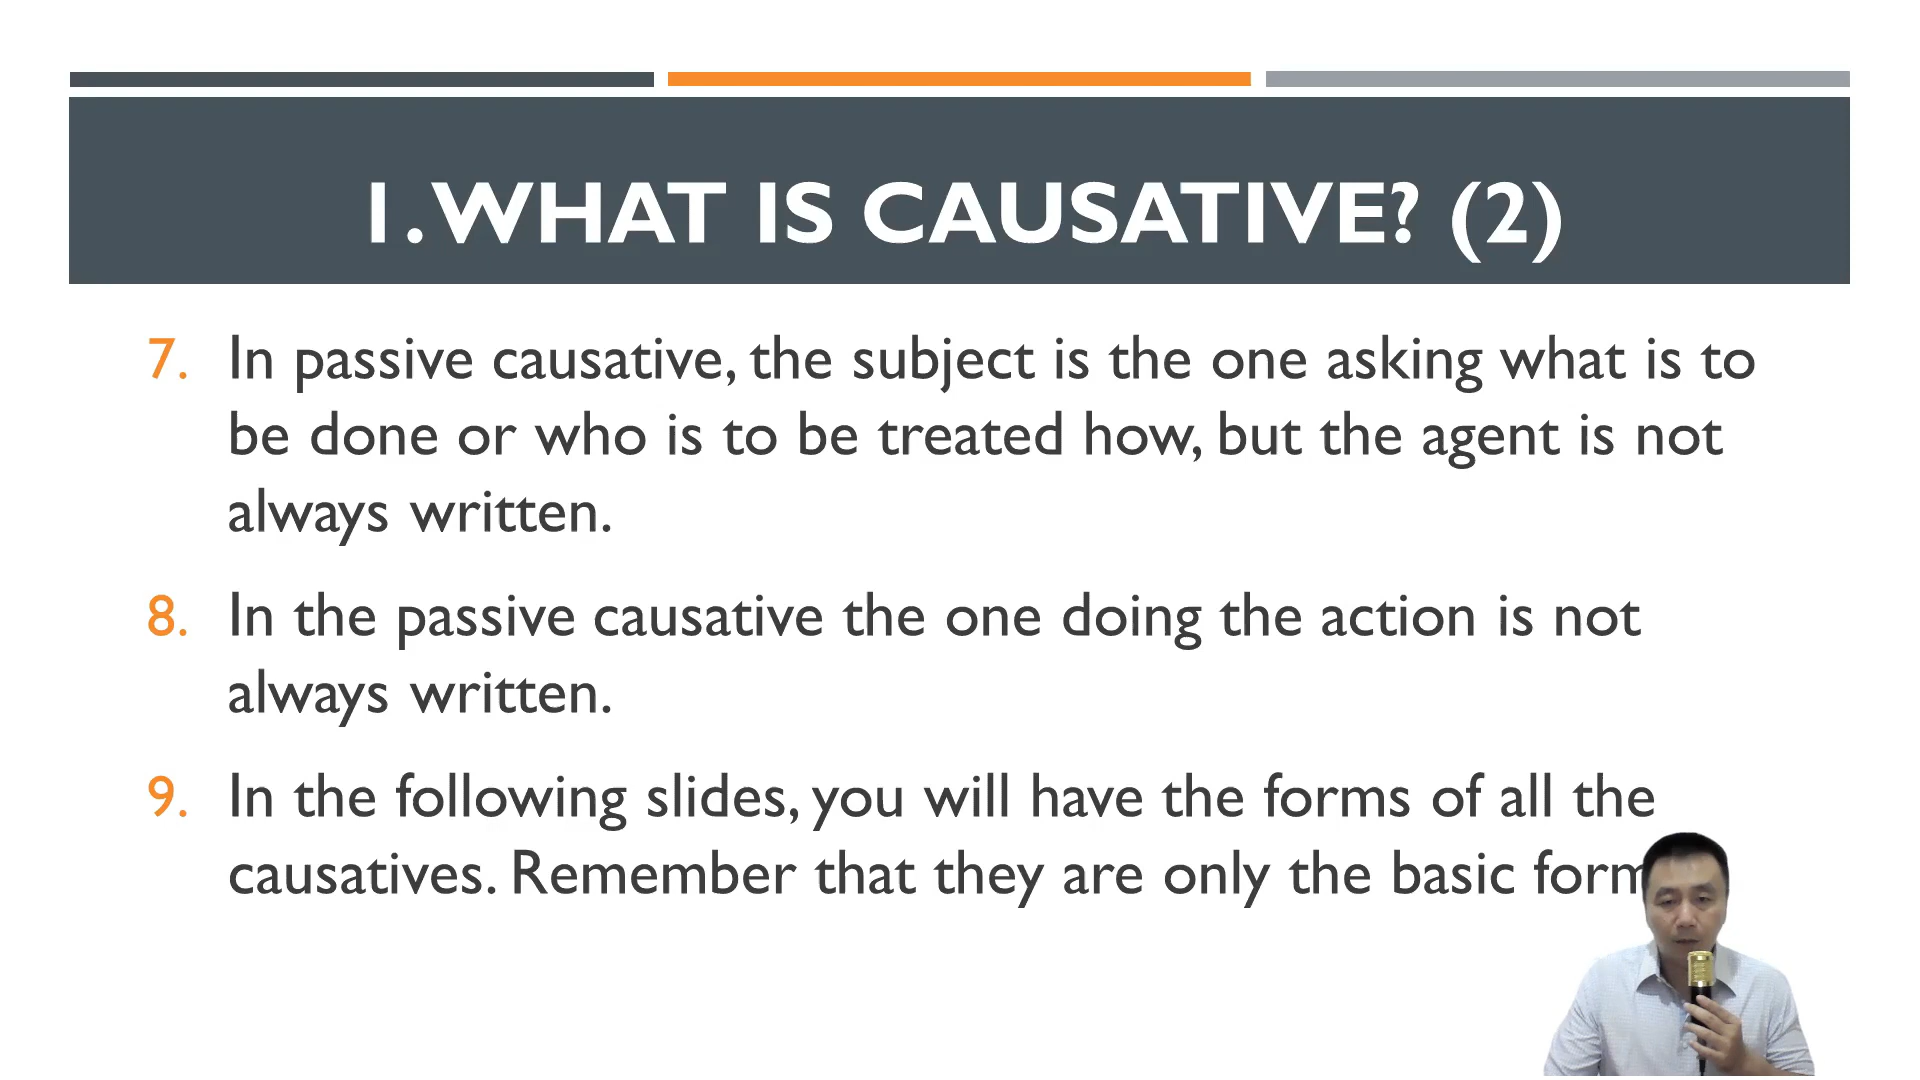 1. WHAT IS CAUSATIVE? (2)
7. In passive causative, the subject is the one asking what is to
be done or who is to be treated how, but the agent is not
always written.
8. In the passive causative the one doing the action is not
always written.
9. In the following slides, you will have the forms of all the
causatives. Remember that they are only the basic